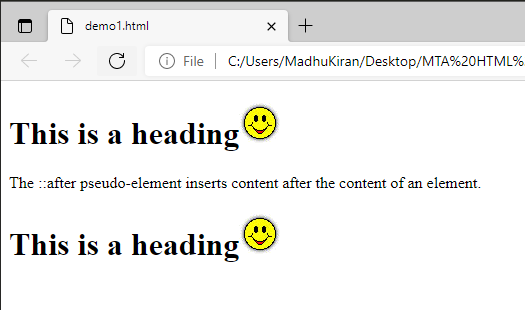 demo1.html
File
C:/Users/MadhuKiran/Desktop/MTA%20HTML%
This is a heading
The ::after pseudo-element inserts content after the content of an element.
This is a heading